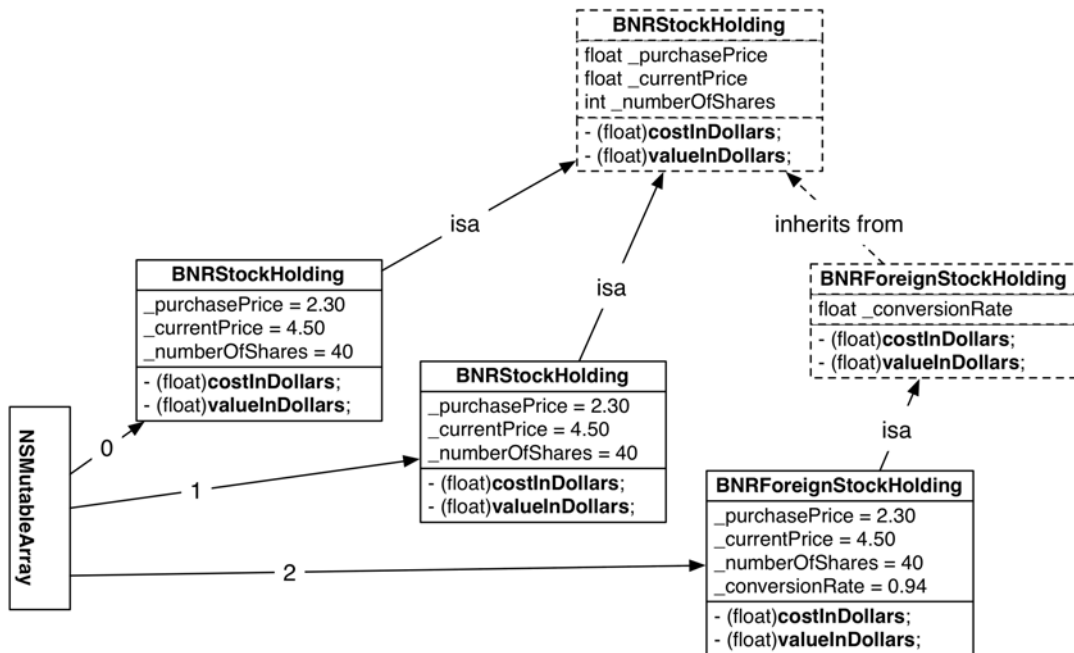 BNRStockHolding
float _purchasePrice
float _currentPrice
int _numberOfShares
- (float)costInDollars;
- (float)valueInDollars;
isa
isa
inherits from
BNRStockHolding
_purchasePrice = 2.30
_currentPrice = 4.50
_numberOfShares = 40
- (float)costInDollars;
- (float)valueInDollars;
BNRForeignStockHolding
float _conversionRate
- (float)costInDollars;
- (float)valueInDollars;
BNRStockHolding
_purchasePrice = 2.30
_currentPrice = 4.50
_numberOfShares = 40
- (float)costInDollars;
- (float)valueInDollars;
isa
NSMutableArray
0
1
2
BNRForeignStockHolding
_purchasePrice = 2.30
_currentPrice = 4.50
_numberOfShares = 40
_conversionRate = 0.94
- (float)costInDollars;
- (float)valueInDollars;